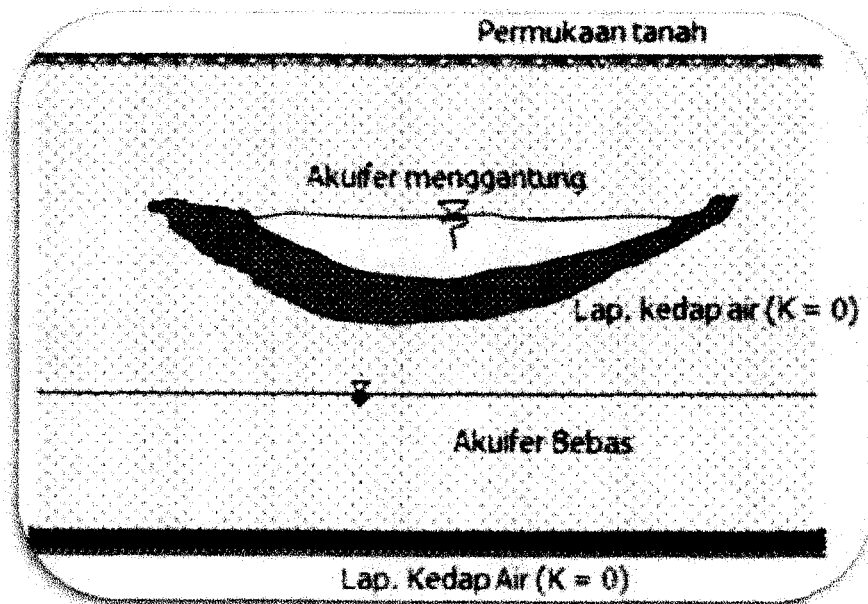 Permukaan tanah
Akuifer menggantung
Lap. kedap air (K = 0)
Akuifer Bebas
Lap. Kedap Air (K = 0)